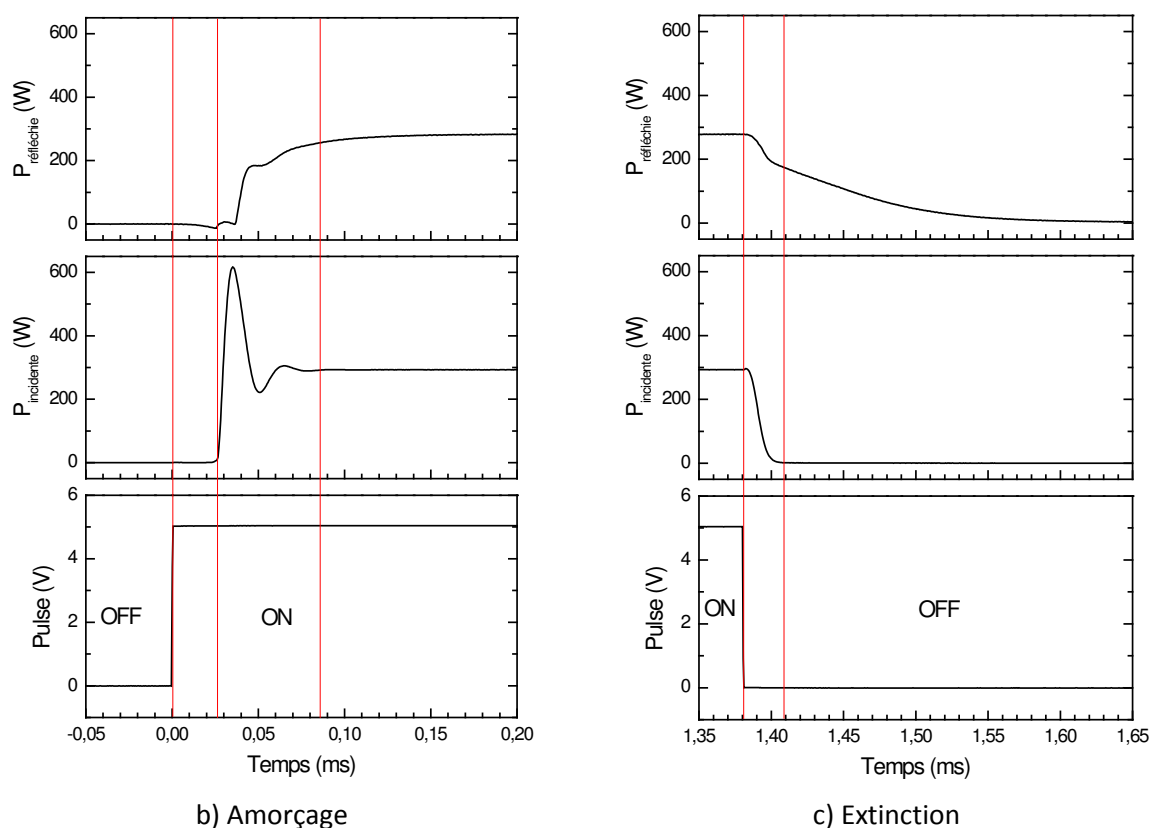 600
400
200
0
P réfléchie (W)
600
400
200
0
P incidente (W)
6
4
2
0
Pulse (V)
OFF
ON
-0,05
0,00
0,05
0,10
0,15
0,20
Temps (ms)
b) Amorçage
600
400
200
0
P réfléchie (W)
600
400
200
0
P incidente (W)
6
4
2
0
Pulse (V)
ON
OFF
1,35
1,40
1,45
1,50
1,55
1,60
1,65
Temps (ms)
c) Extinction